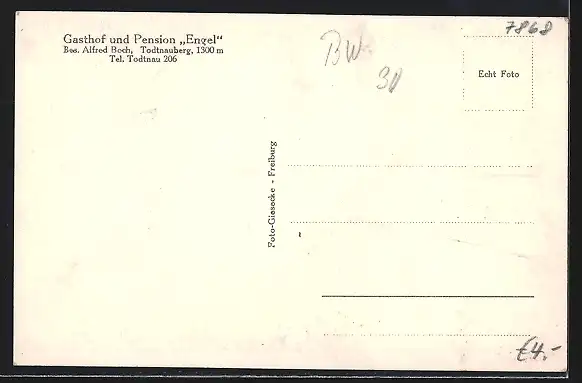 Gasthof und Pension „Engel“
Bes. Alfred Boch, Todtnauberg, 1300 m
Tel. Todtnau 206
7868
BW
30
Echt Foto
Foto-Giesecke - Freiburg
€4.-